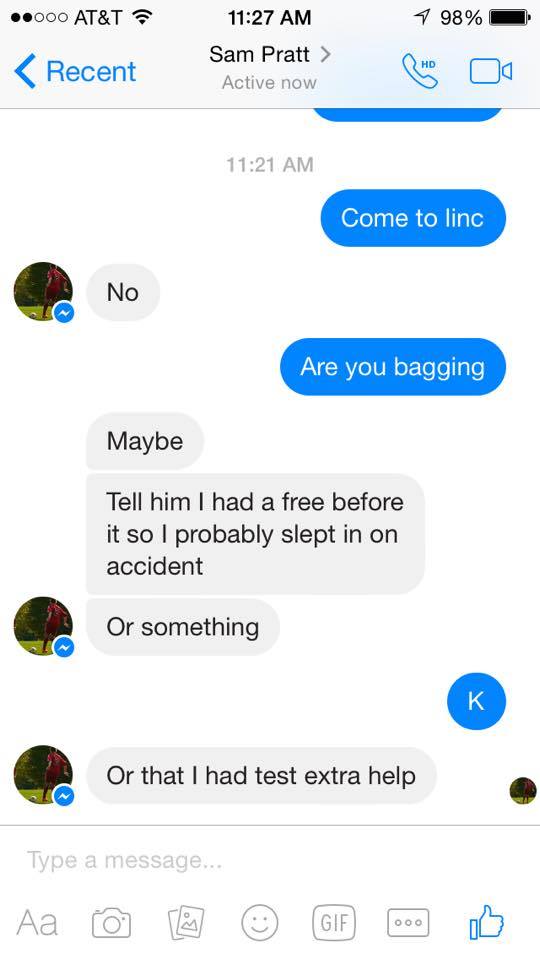 AT&T 11:27 AM 98%
Recent Sam Pratt HD
Active now
11:21 AM
Come to linc
No
Are you bagging
Maybe
Tell him I had a free before
it so I probably slept in on
accident
Or something
K
Or that I had test extra help
Type a message...
Aa GIF